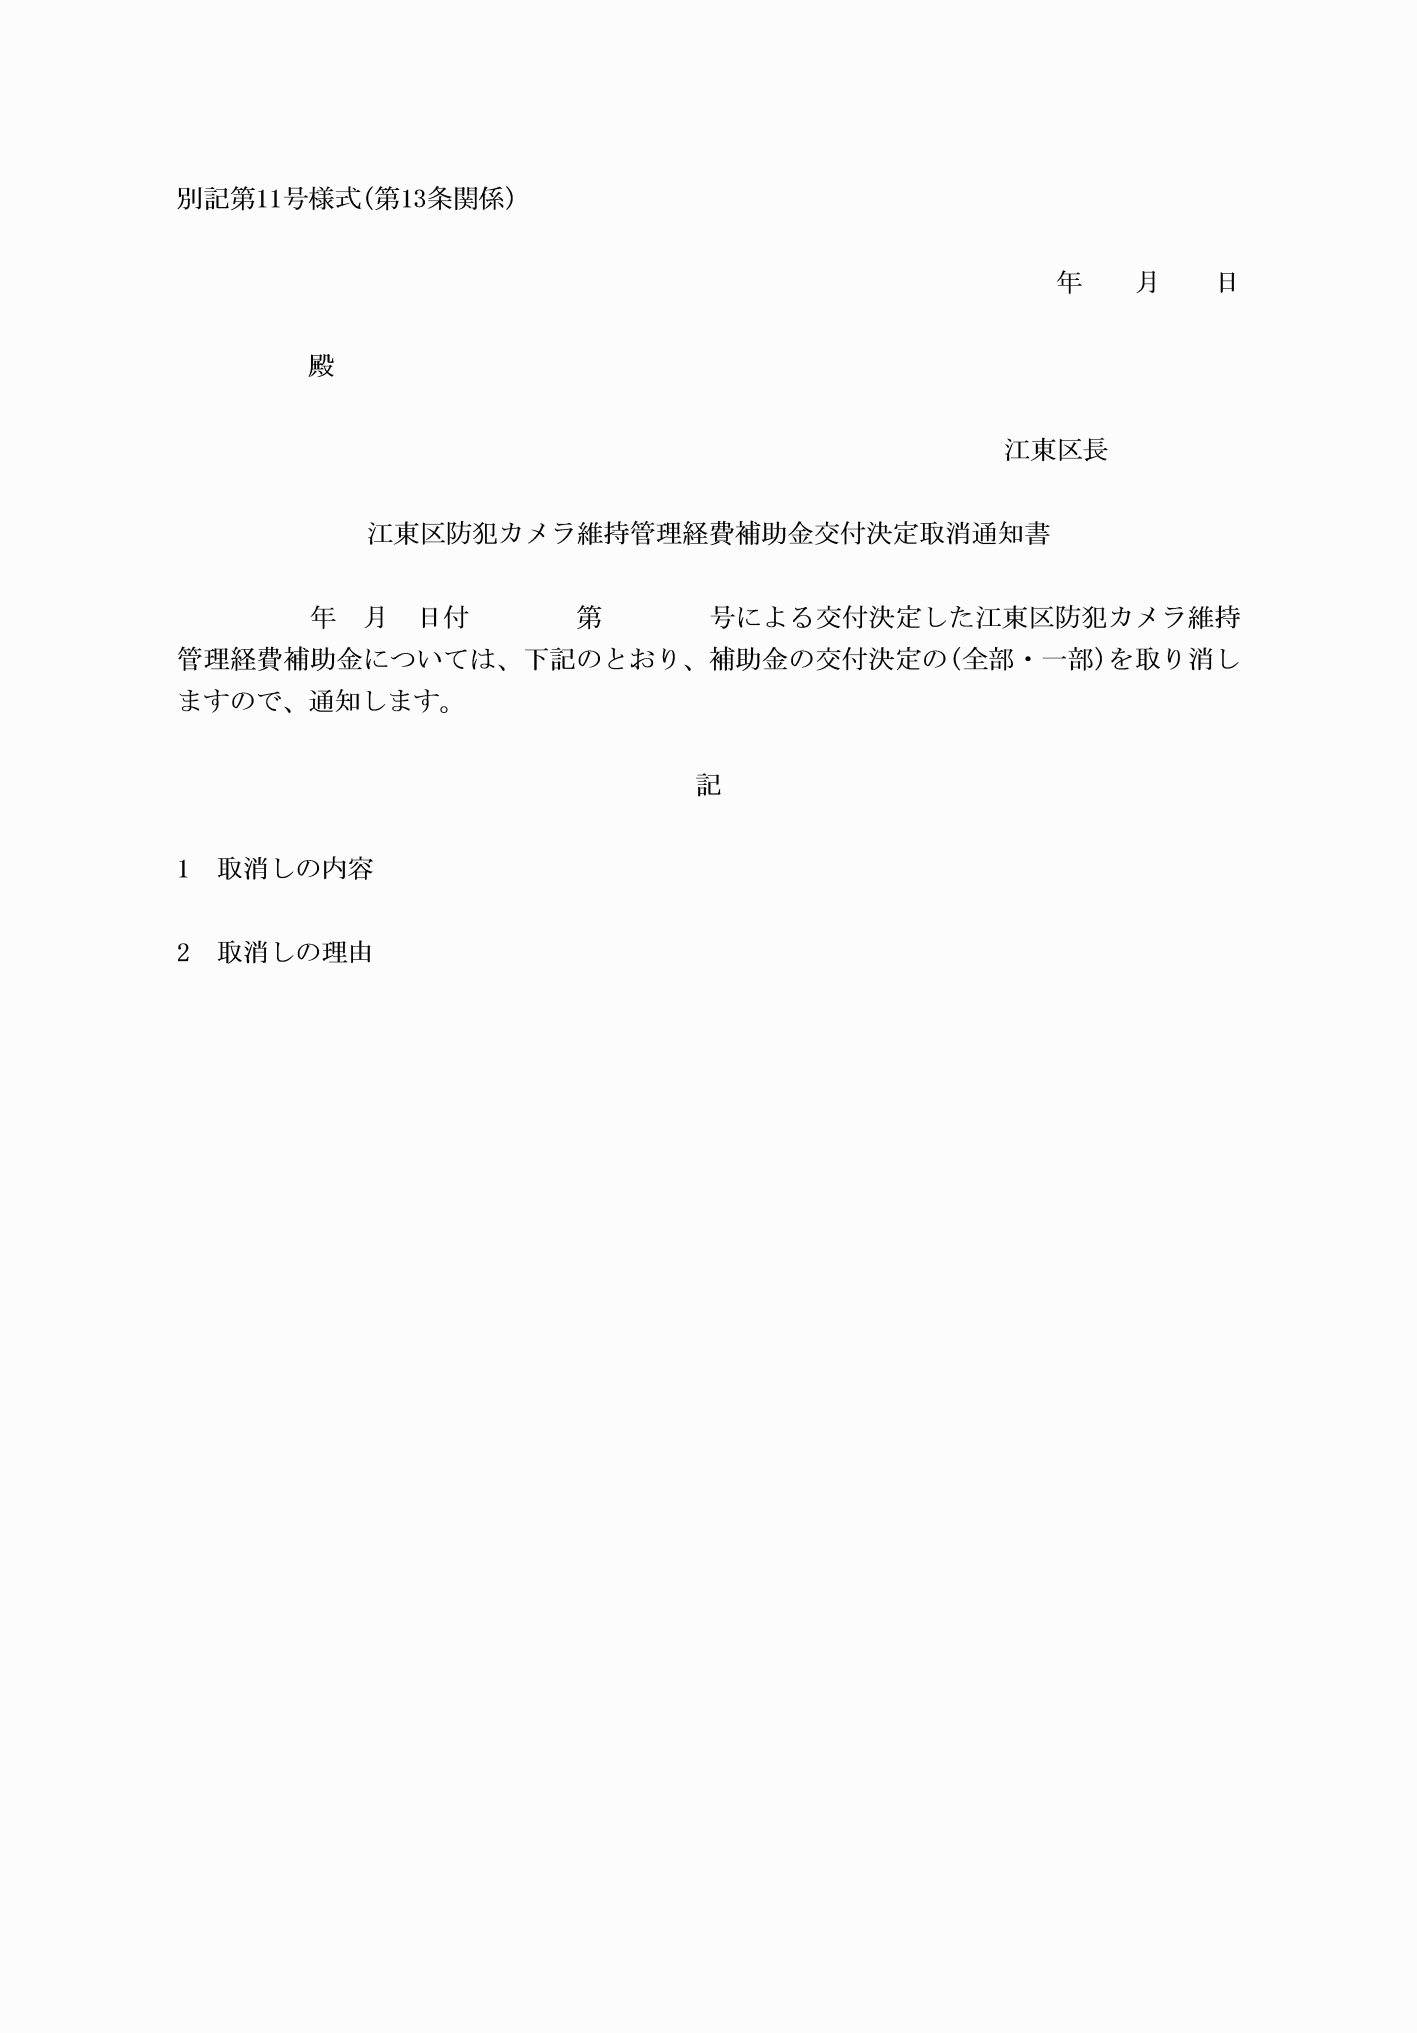 別記第11号様式(第13条関係)
年　　月　　日
殿
江東区長
江東区防犯カメラ維持管理経費補助金交付決定取消通知書
年　月　日付　　　　第　　　　号による交付決定した江東区防犯カメラ維持
管理経費補助金については、下記のとおり、補助金の交付決定の(全部・一部)を取り消し
ますので、通知します。
記
1　取消しの内容
2　取消しの理由